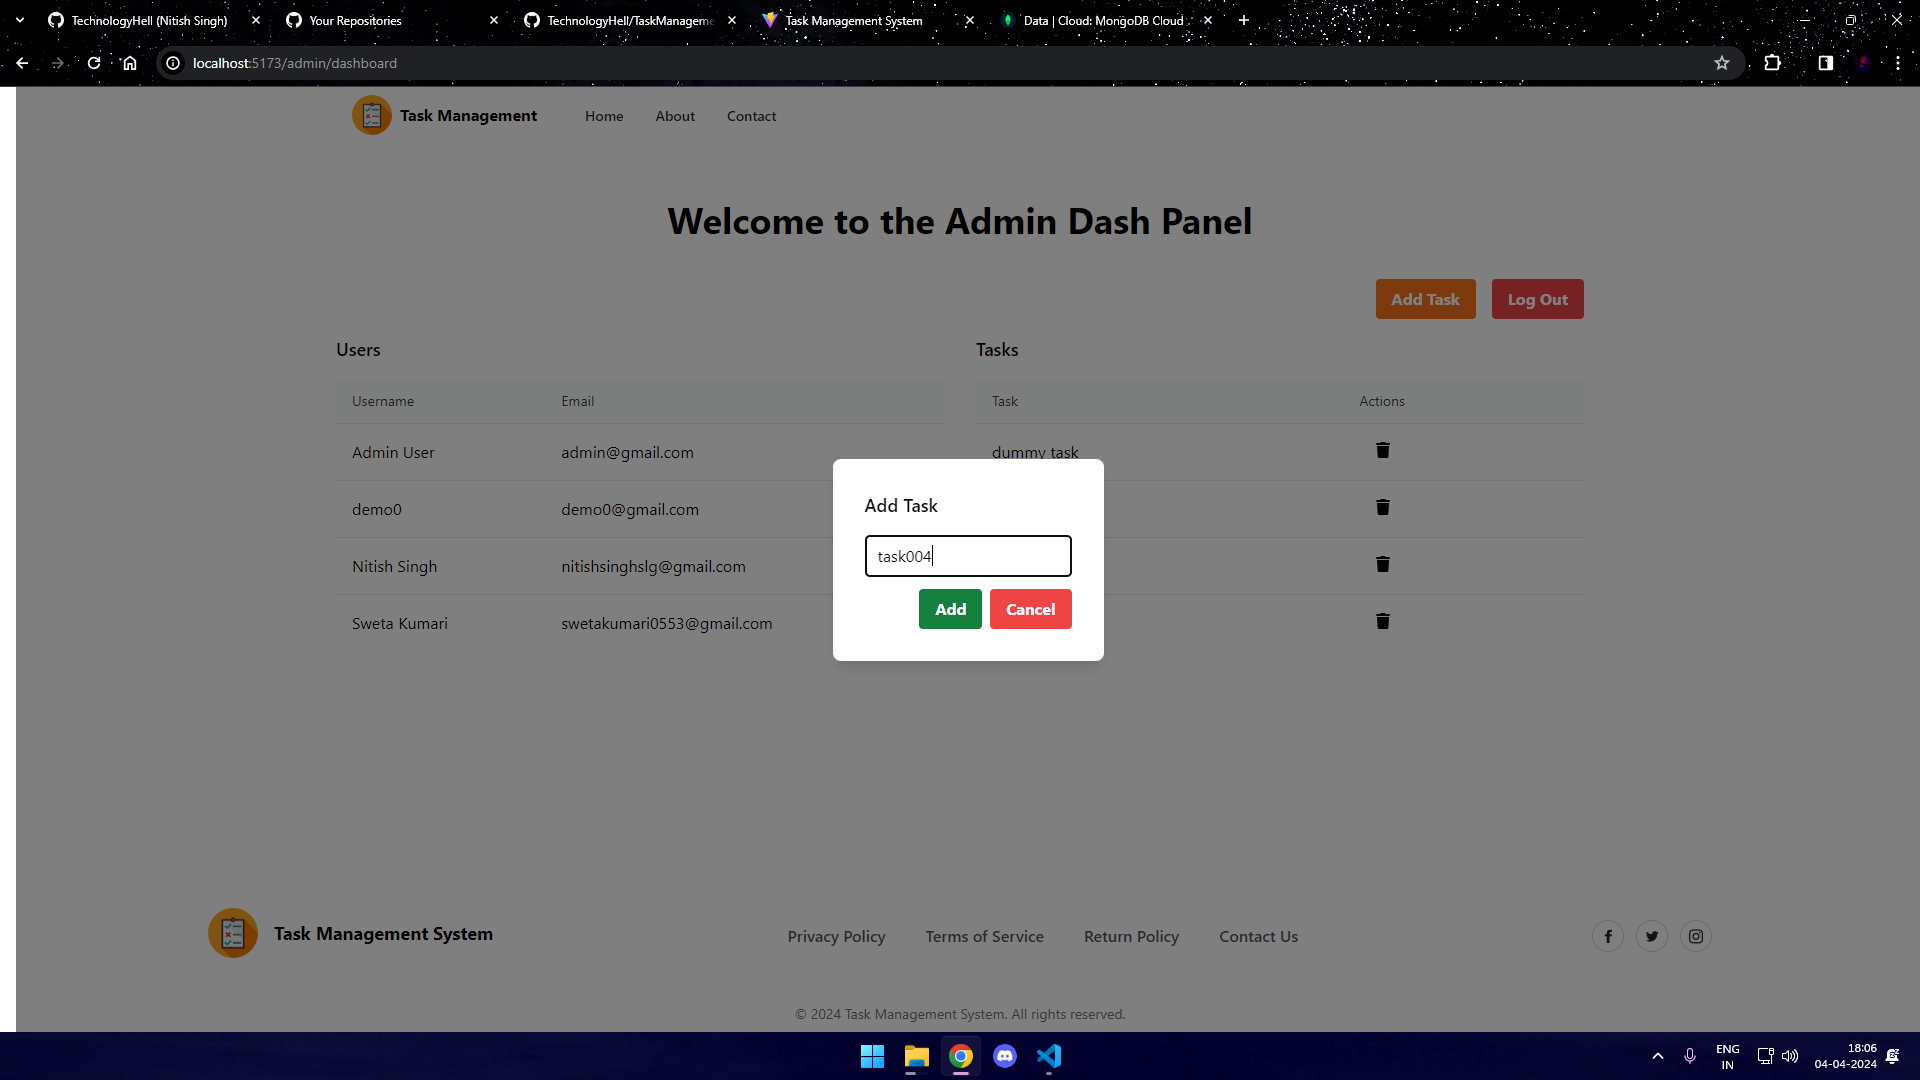 TechnologyHell (Nitish Singh)
Your Repositories
TechnologyHell/TaskManageme
Task Management System
Data | Cloud: MongoDB Cloud
localhost:5173/admin/dashboard
Task Management
Home
About
Contact
Welcome to the Admin Dash Panel
Add Task
Log Out
Users
Tasks
Username
Email
Task
Actions
Admin User
admin@gmail.com
dummy task
demo0
demo0@gmail.com
Nitish Singh
nitishsinghslg@gmail.com
Sweta Kumari
swetakumari0553@gmail.com
Add Task
task004
Add
Cancel
Task Management System
Privacy Policy
Terms of Service
Return Policy
Contact Us
© 2024 Task Management System. All rights reserved.
ENG
IN
18:06
04-04-2024